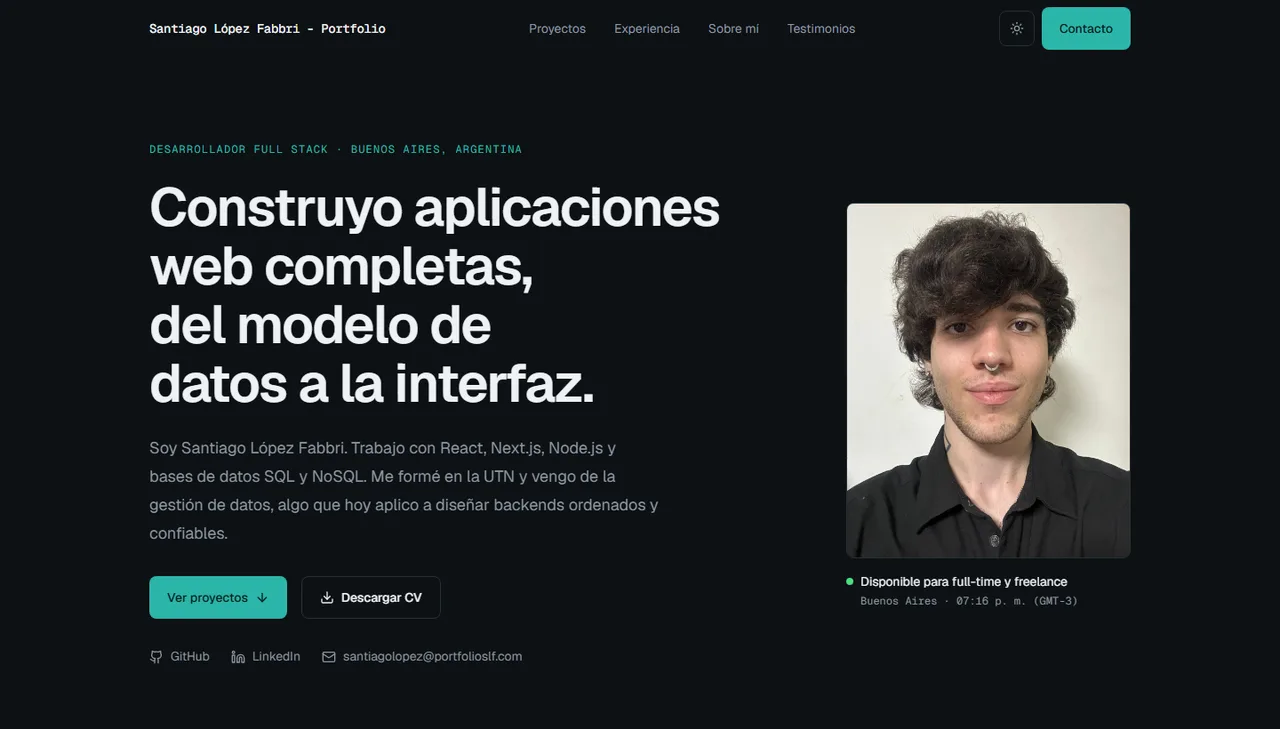 Santiago López Fabbri - Portfolio
Proyectos
Experiencia
Sobre mí
Testimonios
Contacto
DESARROLLADOR FULL STACK · BUENOS AIRES, ARGENTINA
Construyo aplicaciones
web completas,
del modelo de
datos a la interfaz.
Soy Santiago López Fabbri. Trabajo con React, Next.js, Node.js y
bases de datos SQL y NoSQL. Me formé en la UTN y vengo de la
gestión de datos, algo que hoy aplico a diseñar backends ordenados y
confiables.
Ver proyectos
Descargar CV
GitHub
LinkedIn
santiagolopez@portfolioslf.com
Disponible para full-time y freelance
Buenos Aires · 07:16 p. m. (GMT-3)